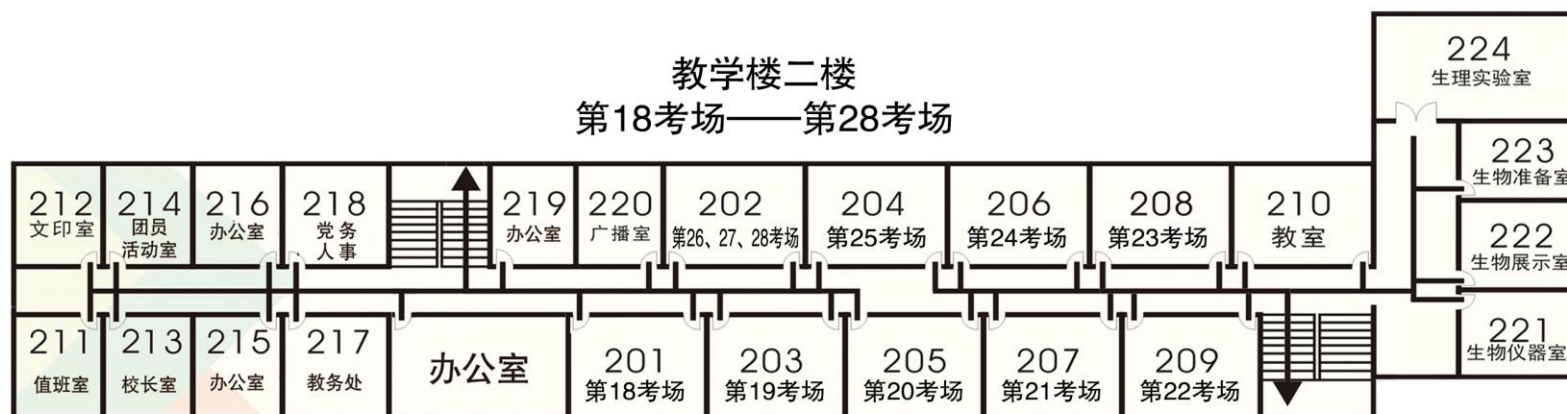 教学楼二楼
第18考场——第28考场
224
生理实验室
223
生物准备室
222
生物展示室
221
生物仪器室
212
文印室
214
团员
活动室
216
办公室
218
党务
人事
219
办公室
220
广播室
202
第26、27、28考场
204
第25考场
206
第24考场
208
第23考场
210
教室
211
值班室
213
校长室
215
办公室
217
教务处
办公室
201
第18考场
203
第19考场
205
第20考场
207
第21考场
209
第22考场